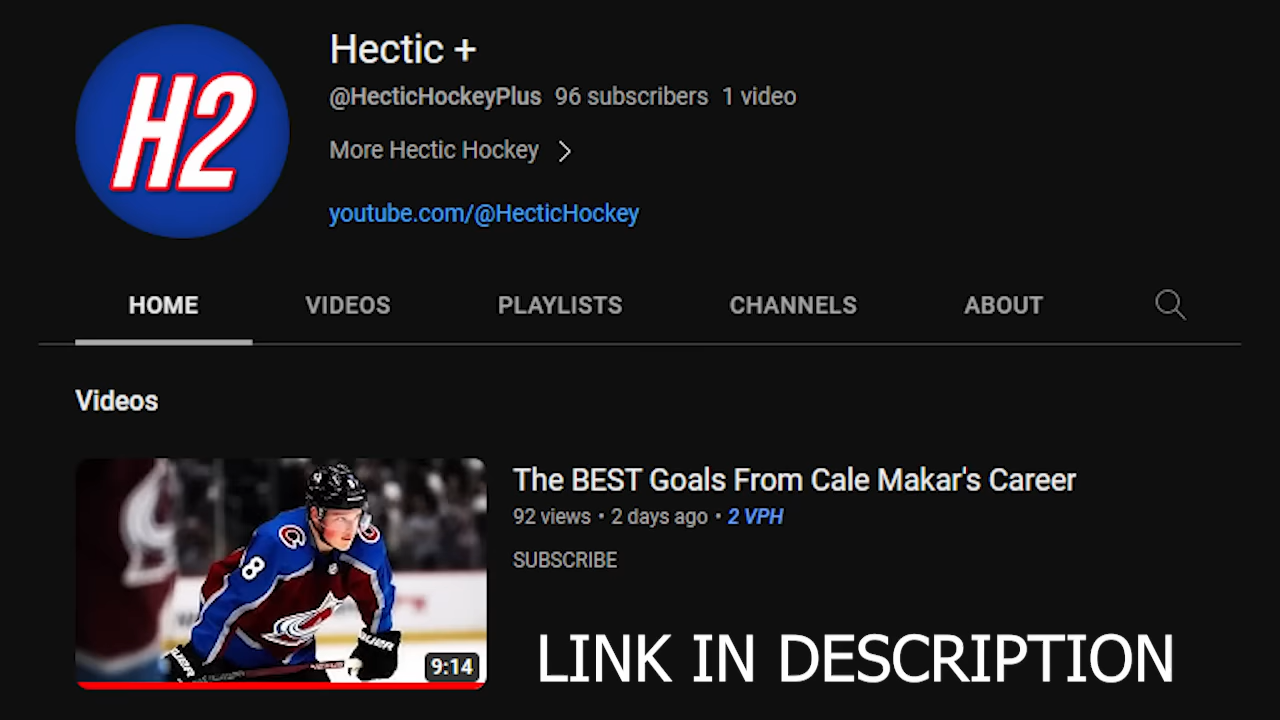 H2
Hectic +
@HecticHockeyPlus 96 subscribers 1 video
More Hectic Hockey
youtube.com/@HecticHockey
HOME VIDEOS PLAYLISTS CHANNELS ABOUT
Videos
The BEST Goals From Cale Makar's Career
92 views • 2 days ago • 2 VPH
SUBSCRIBE
8
BAUER
9:14
LINK IN DESCRIPTION